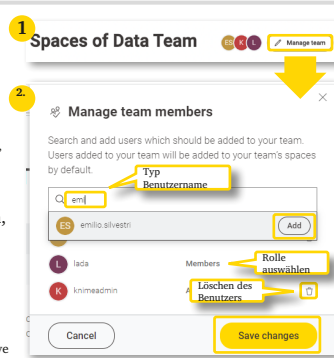 1
Spaces of Data Team
ES K L
Manage team
2.
Manage team members
Search and add users which should be added to your team.
Users added to your team will be added to your team's spaces
by default.
Typ
Benutzername
emi
ES emilio.silvestri
Add
L lada
Members
Rolle
auswählen
K knimeadmin
A
Löschen des
Benutzers
Cancel
Save changes